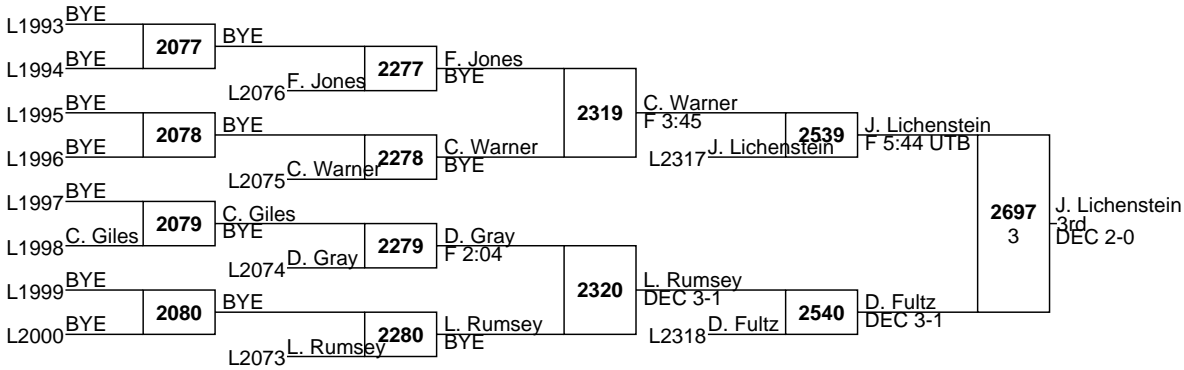 L1993 BYE
2077 BYE
L1994 BYE
2277 F. Jones
BYE
L2076 F. Jones
L1995 BYE
2078 BYE
L1996 BYE
2278 C. Warner
BYE
L2075 C. Warner
2319 C. Warner
F 3:45
L2317 J. Lichenstein
2539 J. Lichenstein
F 5:44 UTB
L1997 BYE
2079 C. Giles
BYE
L1998 C. Giles
2279 D. Gray
F 2:04
L2074 D. Gray
L1999 BYE
2080 BYE
L2000 BYE
2280 L. Rumsey
BYE
L2073 L. Rumsey
2320 L. Rumsey
DEC 3-1
L2318 D. Fultz
2540 D. Fultz
DEC 3-1
2697
3
J. Lichenstein
3rd
DEC 2-0